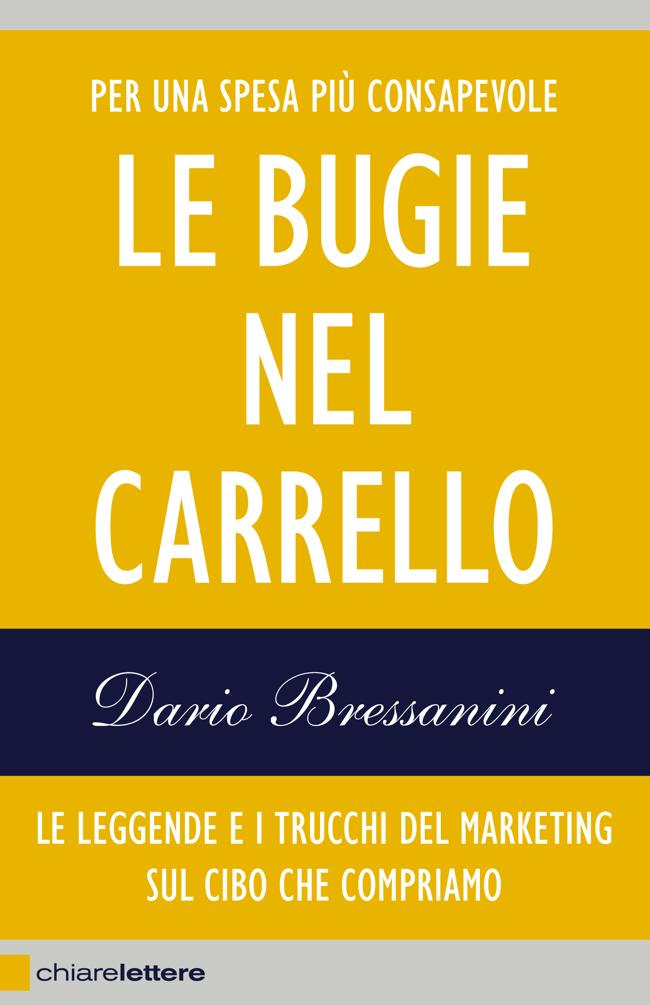 PER UNA SPESA PIÙ CONSAPEVOLE
LE BUGIE
NEL
CARRELLO
Dario Bressanini
LE LEGGENDE E I TRUCCHI DEL MARKETING
SUL CIBO CHE COMPRIAMO
chiarelettere